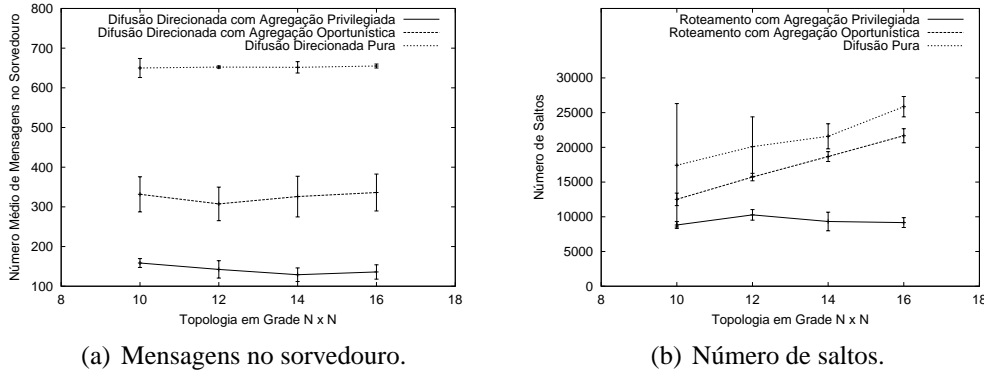 800
700
600
500
400
300
200
100
8
10
12
14
16
18
Número Médio de Mensagens no Sorvedouro
Topologia em Grade N x N
Difusão Direcionada com Agregação Privilegiada
Difusão Direcionada com Agregação Oportunística
Difusão Direcionada Pura
(a) Mensagens no sorvedouro.
30000
25000
20000
15000
10000
5000
0
8
10
12
14
16
18
Número de Saltos
Topologia em Grade N x N
Roteamento com Agregação Privilegiada
Roteamento com Agregação Oportunística
Difusão Pura
(b) Número de saltos.